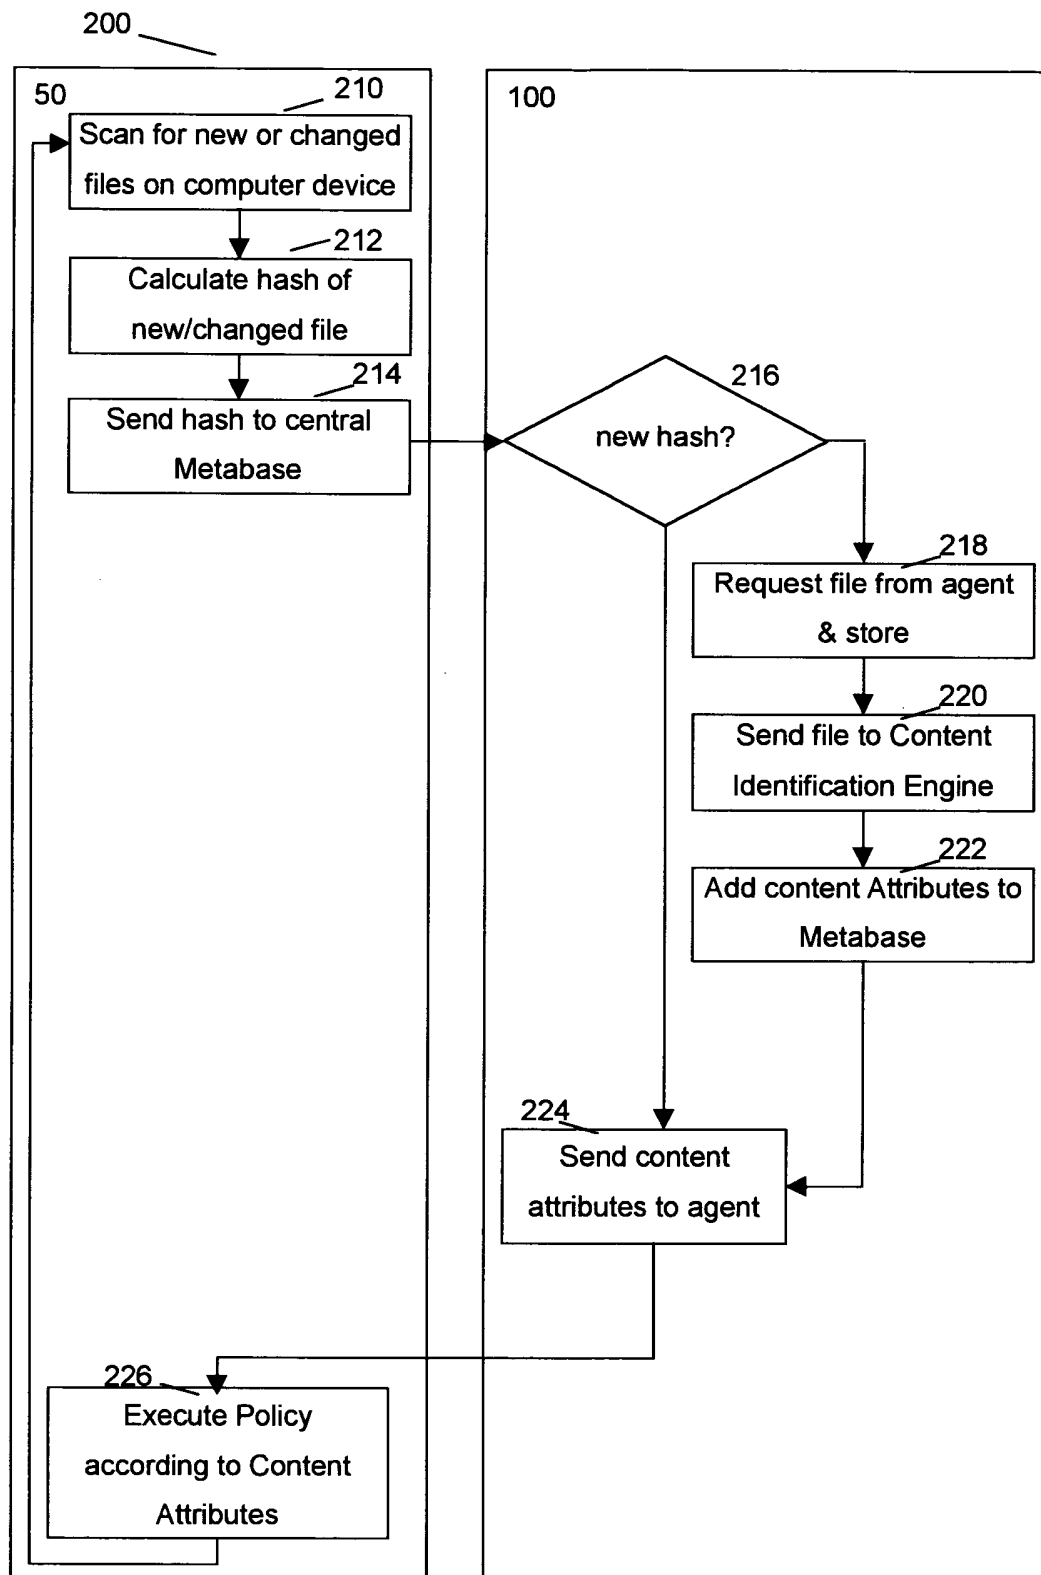 200
50
100
210
Scan for new or changed
files on computer device
212
Calculate hash of
new/changed file
214
Send hash to central
Metabase
216
new hash?
218
Request file from agent
& store
220
Send file to Content
Identification Engine
222
Add content Attributes to
Metabase
224
Send content
attributes to agent
226
Execute Policy
according to Content
Attributes